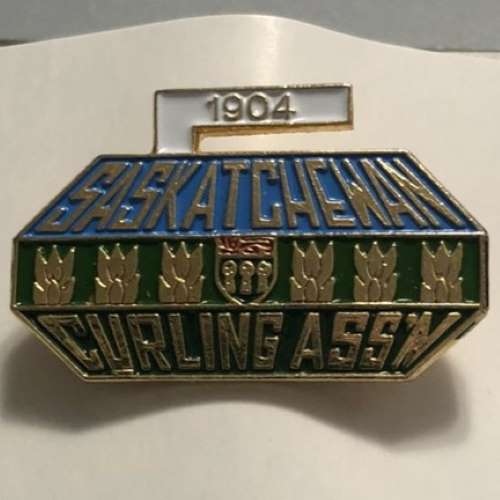 1904
SASKATCHEWAN
CURLING ASS'N